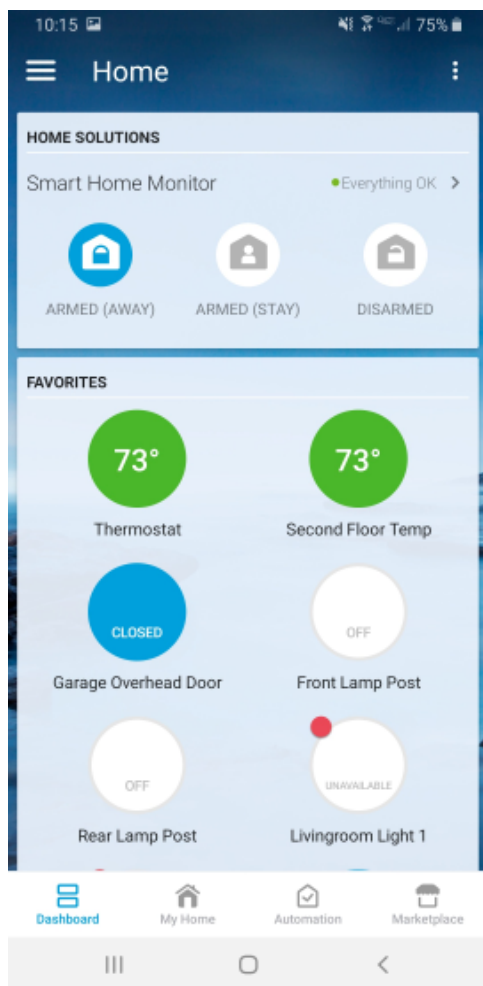 10:15 75%
Home
HOME SOLUTIONS
Smart Home Monitor Everything OK
ARMED (AWAY) ARMED (STAY) DISARMED
FAVORITES
73° 73°
Thermostat Second Floor Temp
CLOSED OFF
Garage Overhead Door Front Lamp Post
OFF UNAVAILABLE
Rear Lamp Post Livingroom Light 1
Dashboard My Home Automation Marketplace